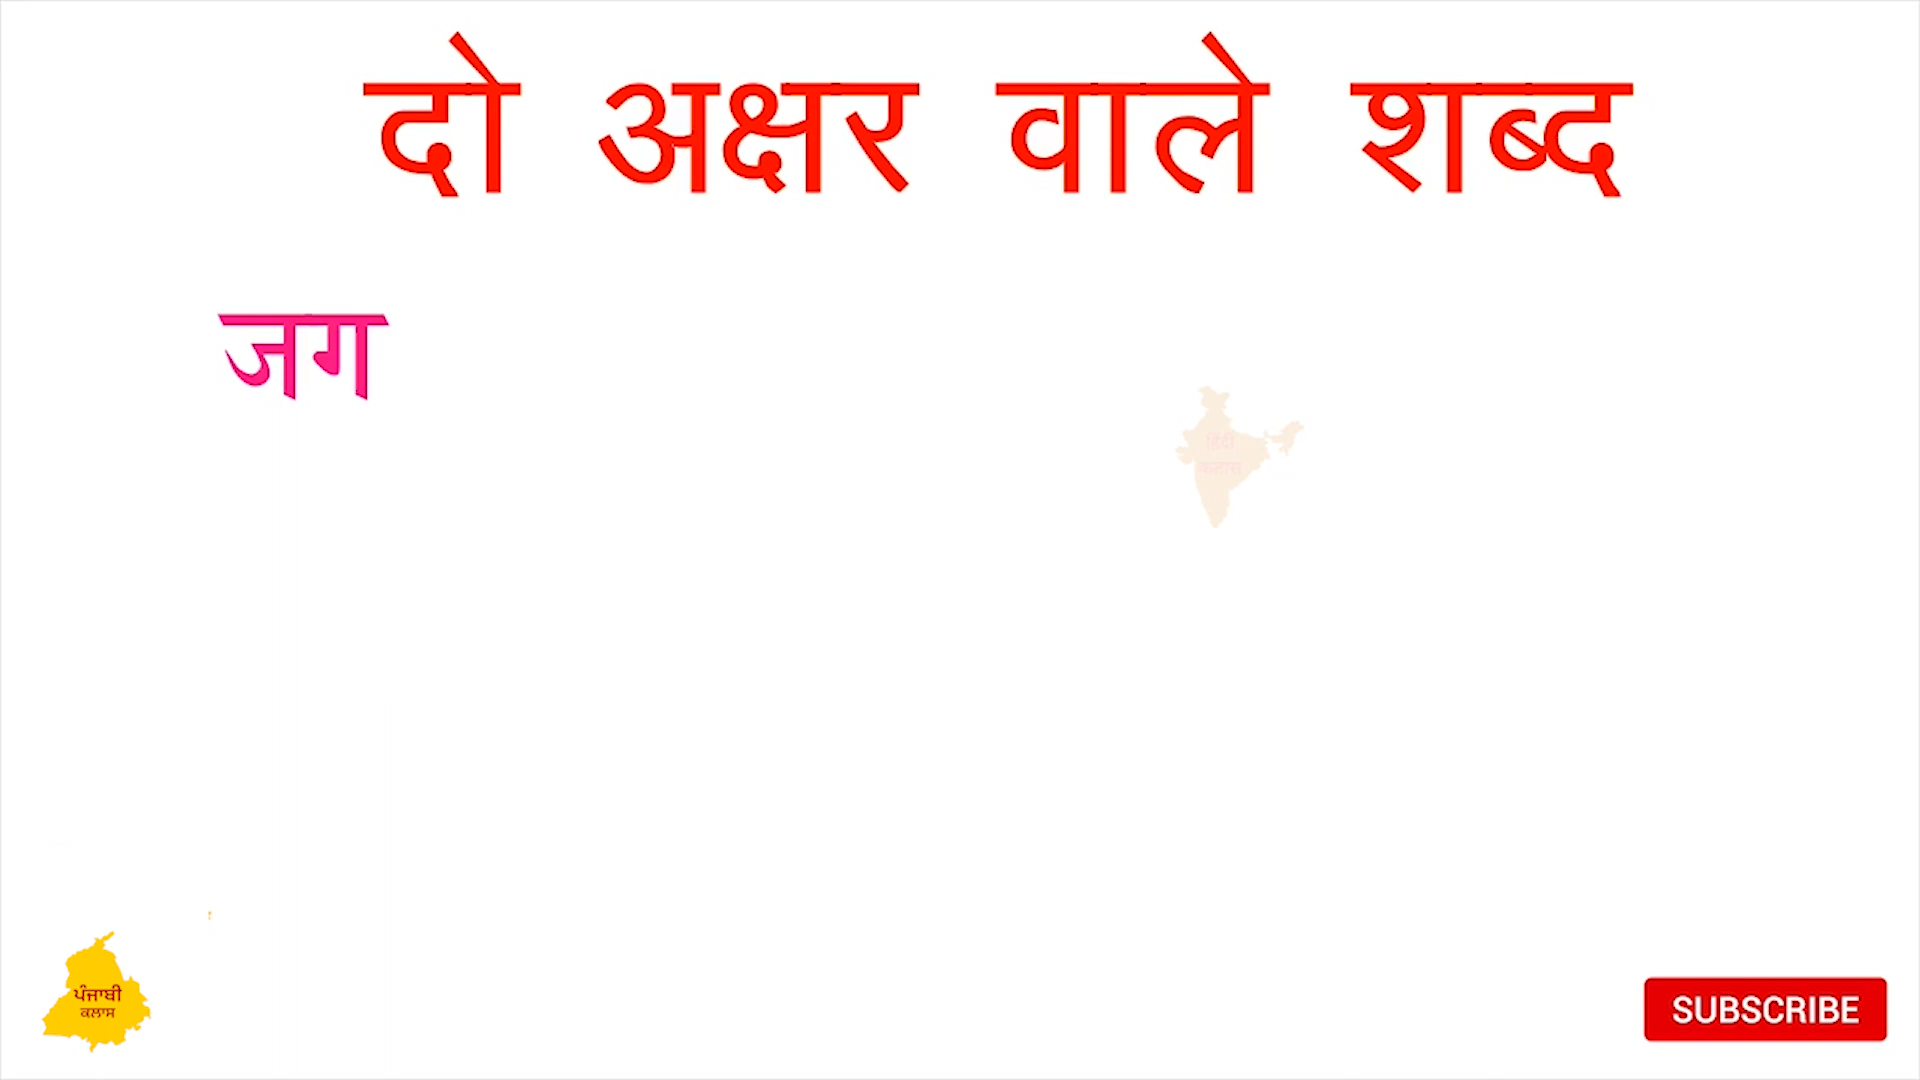 दो अक्षर वाले शब्द
जग
हिंदी
क्लास
ਪੰਜਾਬੀ
ਕਲਾਸ
SUBSCRIBE